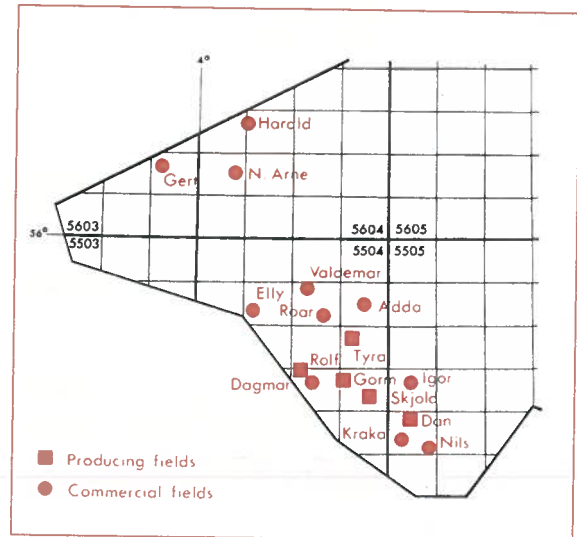 4°
Harald
Gert
N. Arne
5603
5604
5605
56°
5503
5504
5505
Valdemar
Elly
Roar
Adda
Tyra
Rolf
Dagmar
Gorm
Igor
Skjold
Dan
Kraka
Nils
Producing fields
Commercial fields